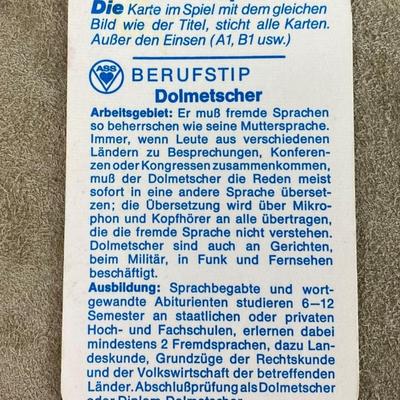 Die Karte im Spiel mit dem gleichen
Bild wie der Titel, sticht alle Karten.
Außer den Einsen (A1, B1 usw.)
ASS
BERUFSTIP
Dolmetscher
Arbeitsgebiet: Er muß fremde Sprachen
so beherrschen wie seine Muttersprache.
Immer, wenn Leute aus verschiedenen
Ländern zu Besprechungen, Konferen-
zen oder Kongressen zusammenkommen,
muß der Dolmetscher die Reden meist
sofort in eine andere Sprache überset-
zen; die Übersetzung wird über Mikro-
phon und Kopfhörer an alle übertragen,
die die fremde Sprache nicht verstehen.
Dolmetscher sind auch an Gerichten,
beim Militär, in Funk und Fernsehen
beschäftigt.
Ausbildung: Sprachbegabte und wort-
gewandte Abiturienten studieren 6–12
Semester an staatlichen oder privaten
Hoch- und Fachschulen, erlernen dabei
mindestens 2 Fremdsprachen, dazu Lan-
deskunde, Grundzüge der Rechtskunde
und der Volkswirtschaft der betreffenden
Länder. Abschlußprüfung als Dolmetscher
oder Diplom-Dolmetscher.